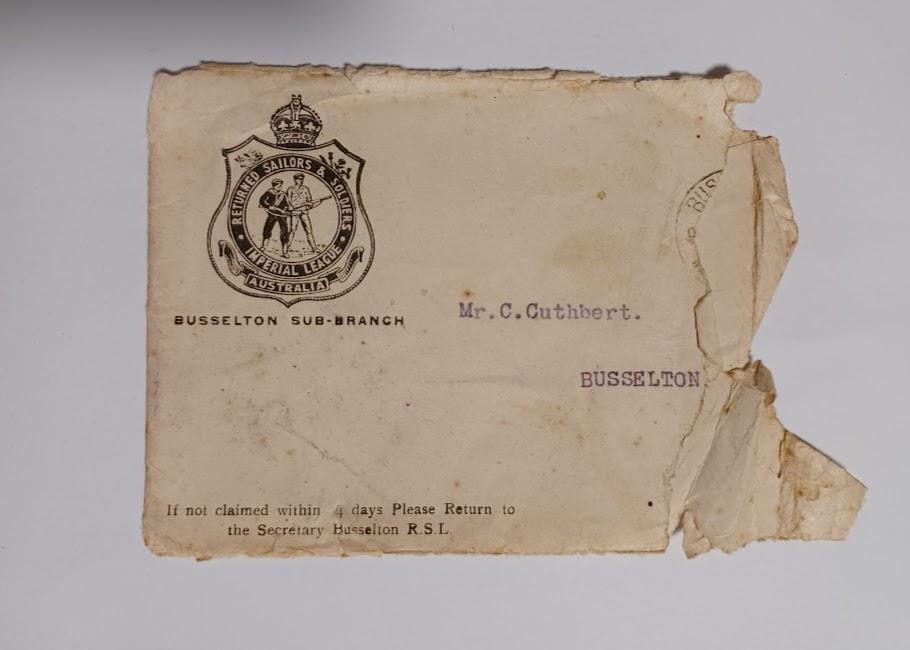 RETURNED SAILORS & SOLDIERS
IMPERIAL LEAGUE
AUSTRALIA
BUSSELTON SUB-BRANCH
BUS
Mr.C.Cuthbert.
BUSSELTON.
If not claimed within 4 days Please Return to
the Secretary Busselton R.S.L.